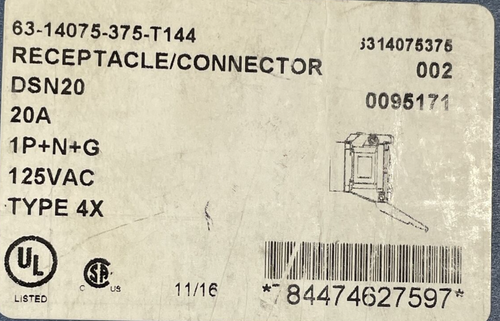 63-14075-375-T144
RECEPTACLE/CONNECTOR
DSN20
20A
1P+N+G
125VAC
TYPE 4X
6314075375
002
0095171
UL
LISTED
SA
C US
11/16
*784474627597*